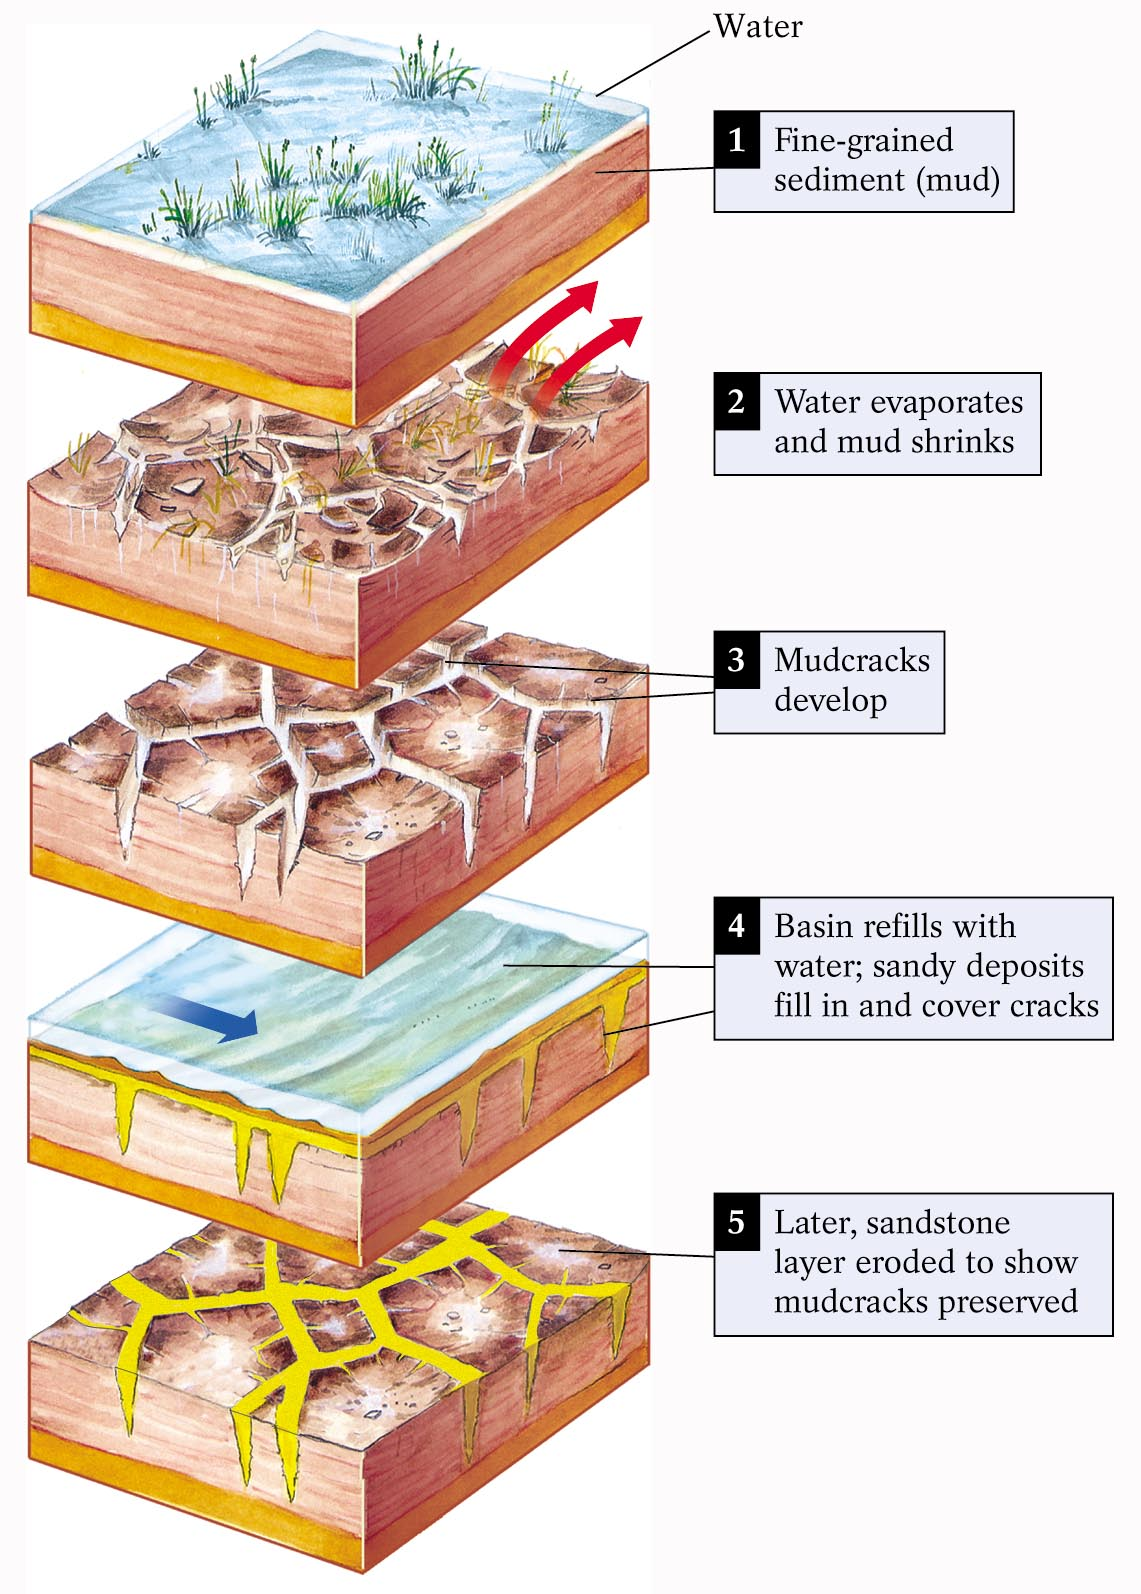 Water
1 Fine-grained
sediment (mud)
2 Water evaporates
and mud shrinks
3 Mudcracks
develop
4 Basin refills with
water; sandy deposits
fill in and cover cracks
5 Later, sandstone
layer eroded to show
mudcracks preserved